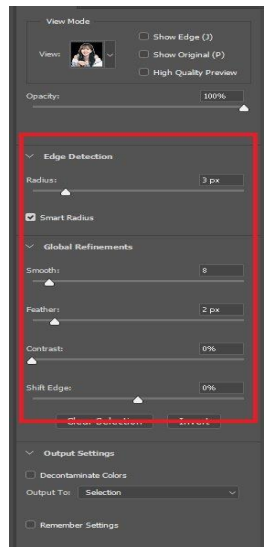 View Mode
View:
Show Edge (J)
Show Original (P)
High Quality Preview
Opacity: 100%
Edge Detection
Radius: 3 px
Smart Radius
Global Refinements
Smooth: 8
Feather: 2 px
Contrast: 0%
Shift Edge: 0%
Clear Selection Invert
Output Settings
Decontaminate Colors
Output To: Selection
Remember Settings